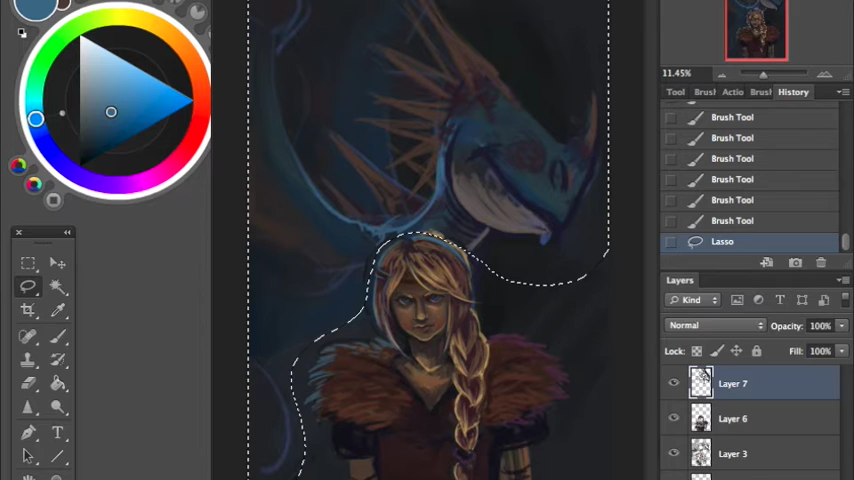 11.45%
Tool Brush Actio Brus History
Brush Tool
Brush Tool
Brush Tool
Brush Tool
Brush Tool
Brush Tool
Lasso
Layers
Kind
Normal Opacity: 100%
Lock: Fill: 100%
Layer 7
Layer 6
Layer 3